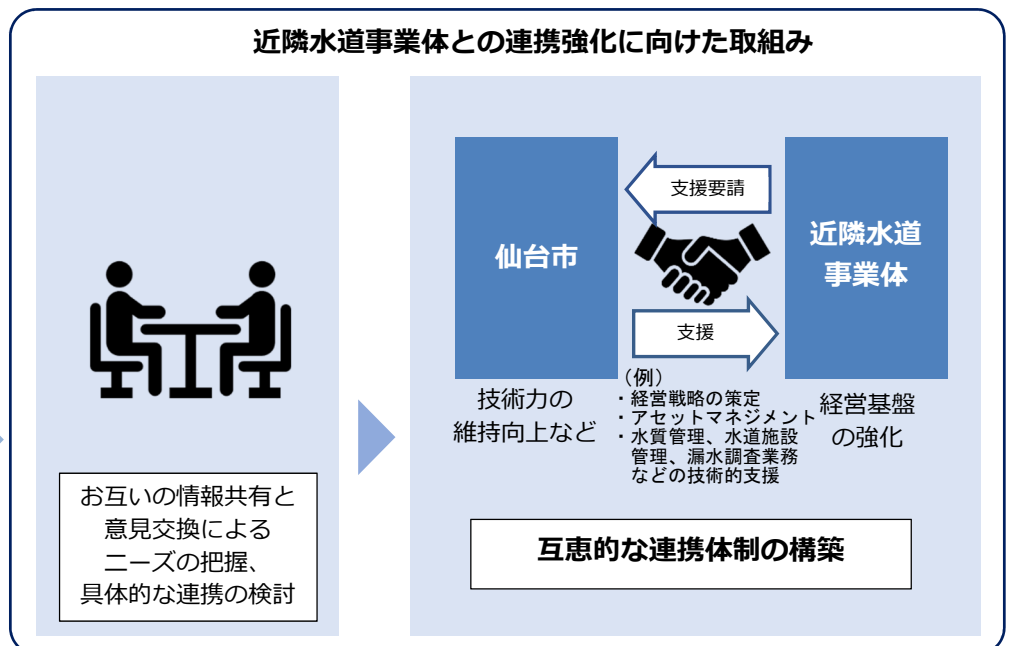 近隣水道事業体との連携強化に向けた取組み
お互いの情報共有と
意見交換による
ニーズの把握、
具体的な連携の検討
仙台市
支援要請
支援
近隣水道
事業体
技術力の
維持向上など
（例）
・経営戦略の策定
・アセットマネジメント
・水質管理、水道施設
管理、漏水調査業務
などの技術的支援
経営基盤
の強化
互恵的な連携体制の構築